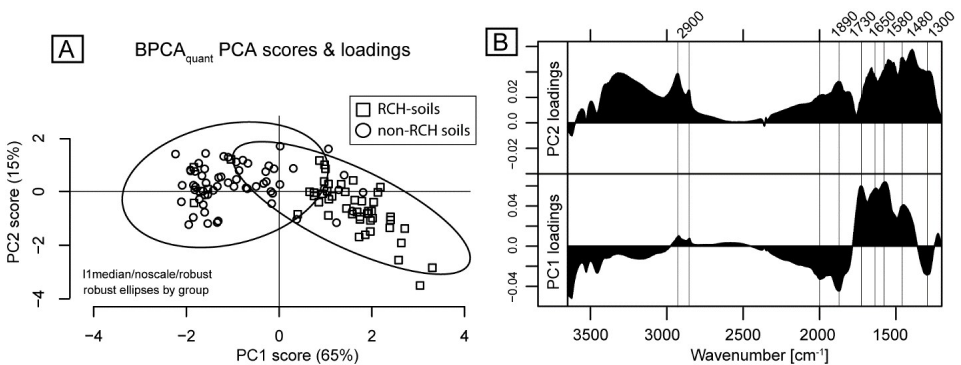 A
BPCAquant PCA scores & loadings
RCH-soils
non-RCH soils
PC2 score (15%)
2
0
−2
−4
l1median/noscale/robust
robust ellipses by group
−4 −2 0 2 4
PC1 score (65%)
B
2900 1890 1730 1650 1580 1480 1300
PC2 loadings
0.02
0.0
−0.02
PC1 loadings
0.04
0.0
−0.04
3500 3000 2500 2000 1500
Wavenumber [cm-1]